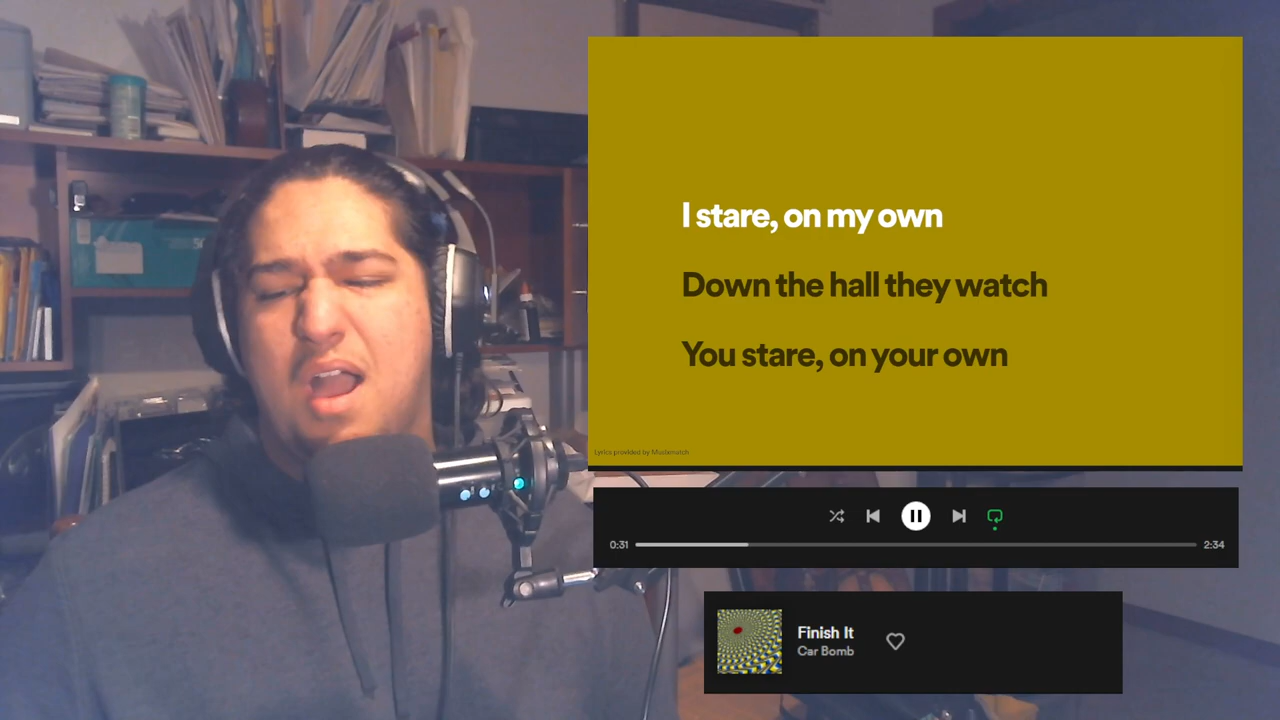 I stare, on my own
Down the hall they watch
You stare, on your own
Lyrics provided by Musixmatch
0:31
2:34
Finish It
Car Bomb